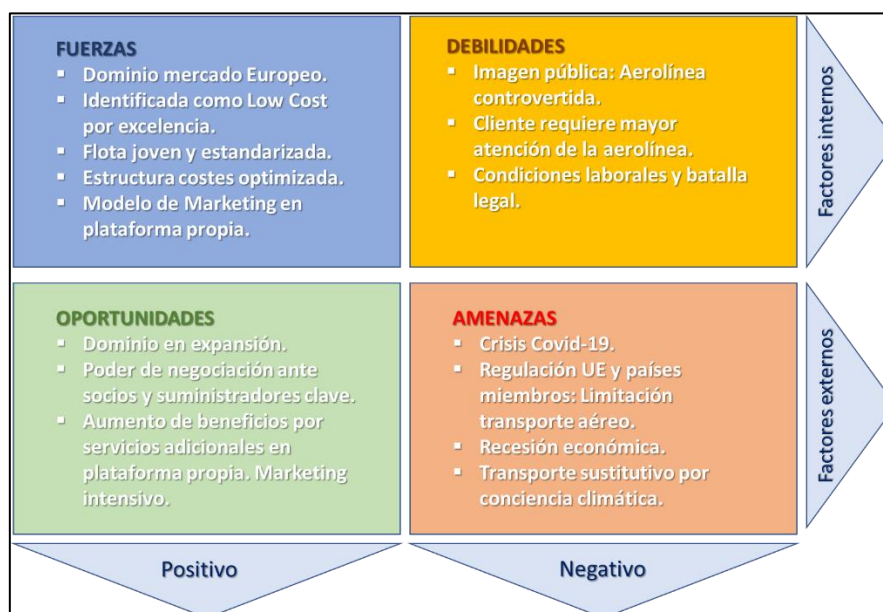 FUERZAS
▪ Dominio mercado Europeo.
▪ Identificada como Low Cost
por excelencia.
▪ Flota joven y estandarizada.
▪ Estructura costes optimizada.
▪ Modelo de Marketing en
plataforma propia.
DEBILIDADES
▪ Imagen pública: Aerolínea
controvertida.
▪ Cliente requiere mayor
atención de la aerolínea.
▪ Condiciones laborales y batalla
legal.
Factores internos
OPORTUNIDADES
▪ Dominio en expansión.
▪ Poder de negociación ante
socios y suministradores clave.
▪ Aumento de beneficios por
servicios adicionales en
plataforma propia. Marketing
intensivo.
AMENAZAS
▪ Crisis Covid-19.
▪ Regulación UE y países
miembros: Limitación
transporte aéreo.
▪ Recesión económica.
▪ Transporte sustitutivo por
conciencia climática.
Factores externos
Positivo
Negativo